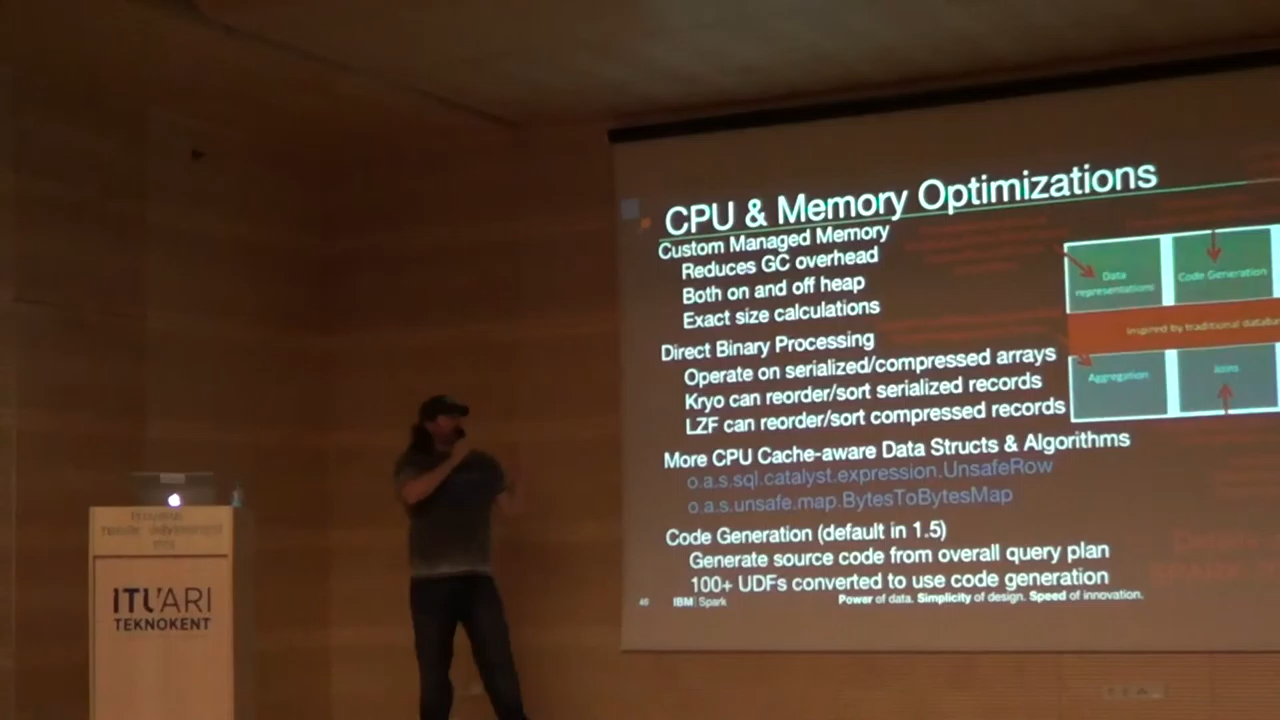 CPU & Memory Optimizations
Custom Managed Memory
Reduces GC overhead
Both on and off heap
Exact size calculations
Direct Binary Processing
Operate on serialized/compressed arrays
Kryo can reorder/sort serialized records
LZF can reorder/sort compressed records
More CPU Cache-aware Data Structs & Algorithms
o.a.s.sql.catalyst.expression.UnsafeRow
o.a.s.unsafe.map.BytesToBytesMap
Code Generation (default in 1.5)
Generate source code from overall query plan
100+ UDFs converted to use code generation
46 IBM | Spark Power of data. Simplicity of design. Speed of innovation.
Data
representations
Code Generation
Inspired by traditional
Aggregation
Joins
ITÜARI
TEKNOKENT